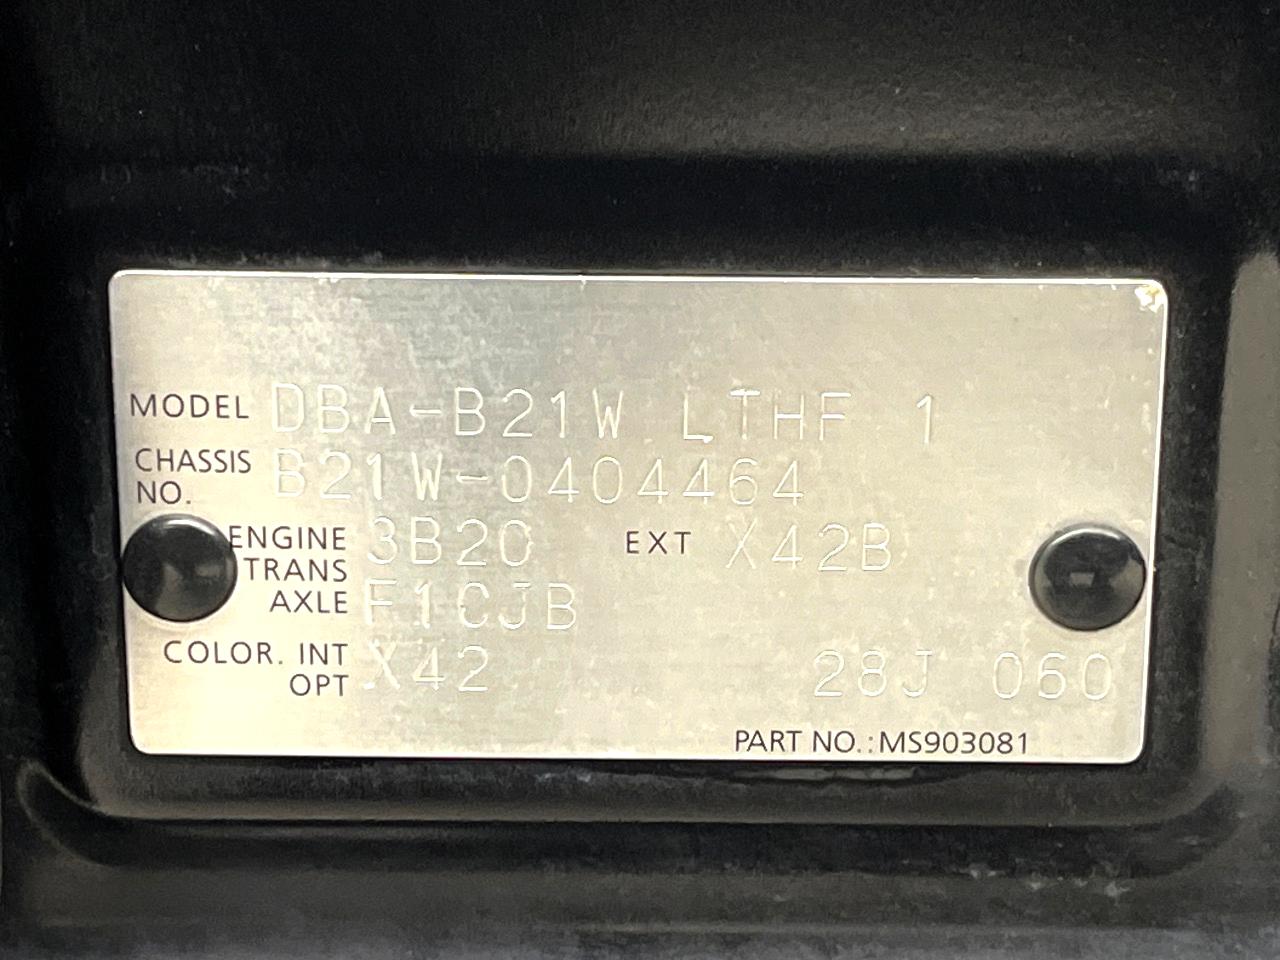 MODEL DBA-B21W LTHF 1
CHASSIS NO. B21W-0404464
ENGINE 3B20 EXT X42B
TRANS AXLE F1CJB
COLOR. INT OPT X42 28J 060
PART NO.: MS903081